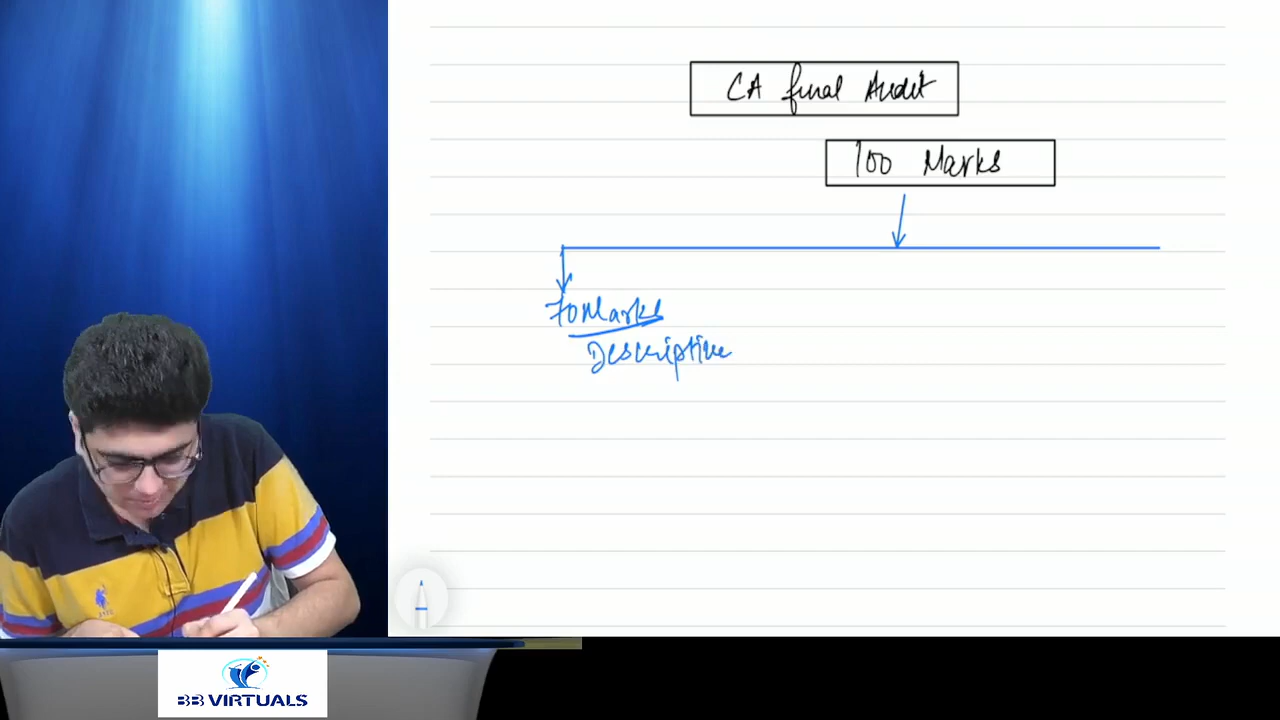 CA final Audit
100 Marks
70 Marks
Descriptive
BB VIRTUALS